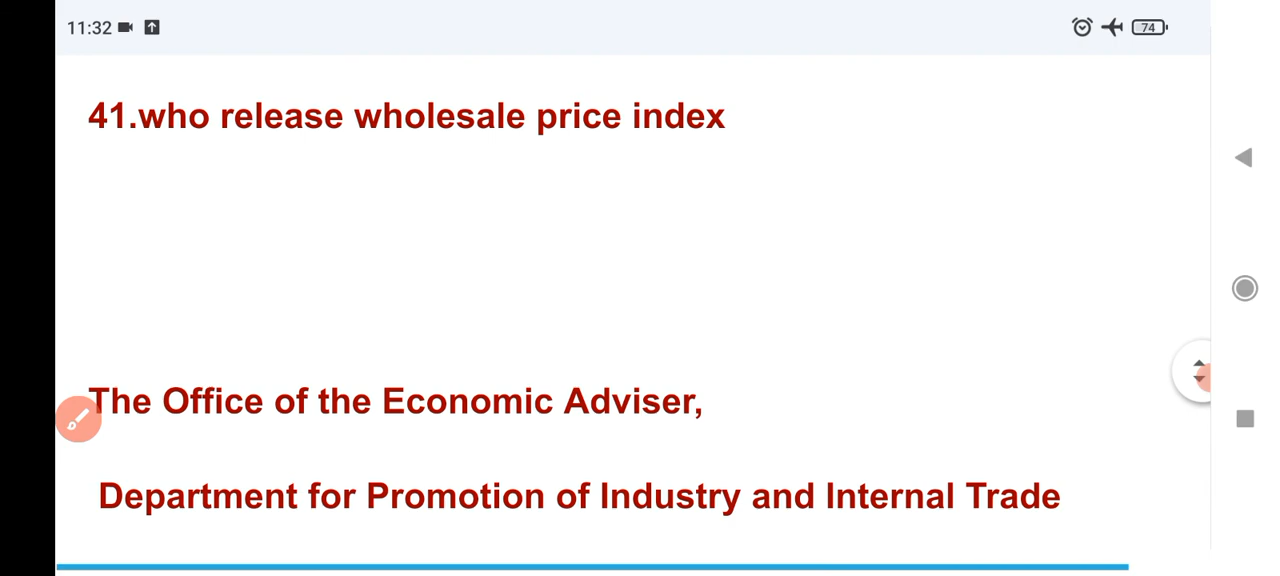 11:32
74
41.who release wholesale price index
The Office of the Economic Adviser,
Department for Promotion of Industry and Internal Trade